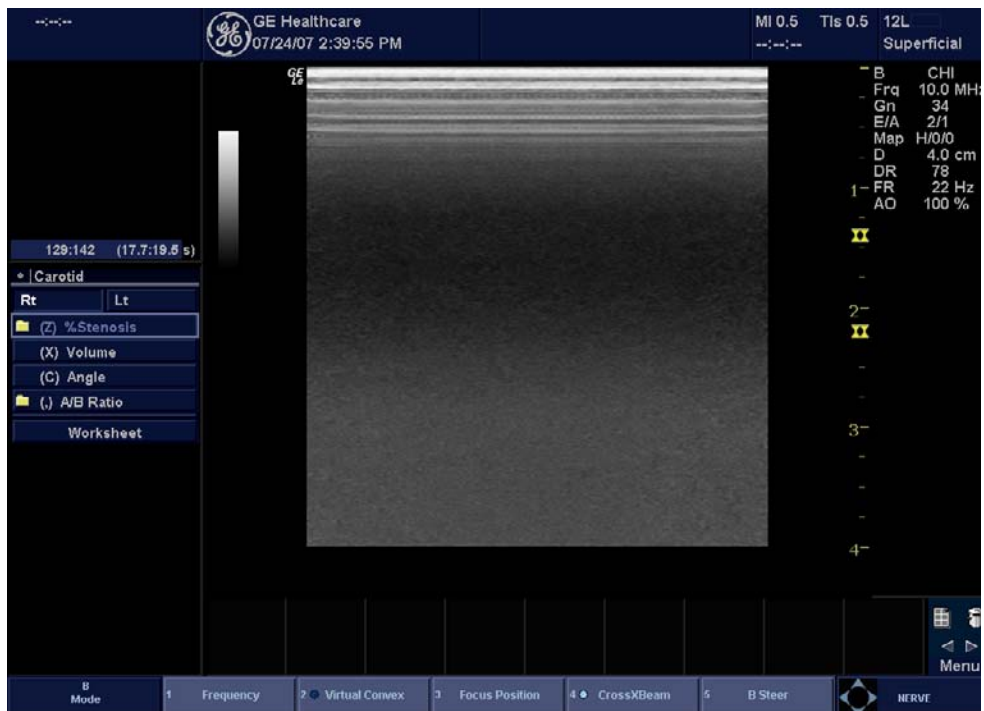 --:--:--
GE Healthcare
07/24/07 2:39:55 PM
MI 0.5 TIs 0.5 12L
--:--:-- Superficial
GE
L6
B CHI
Frq 10.0 MHz
Gn 34
E/A 2/1
Map H/0/0
D 4.0 cm
DR 78
FR 22 Hz
AO 100 %
1
2
3
4
129:142 (17.7:19.5 s)
Carotid
Rt Lt
(Z) %Stenosis
(X) Volume
(C) Angle
(,) A/B Ratio
Worksheet
Menu
B
Mode
1 Frequency 2 Virtual Convex 3 Focus Position 4 CrossXBeam 5 B Steer NERVE